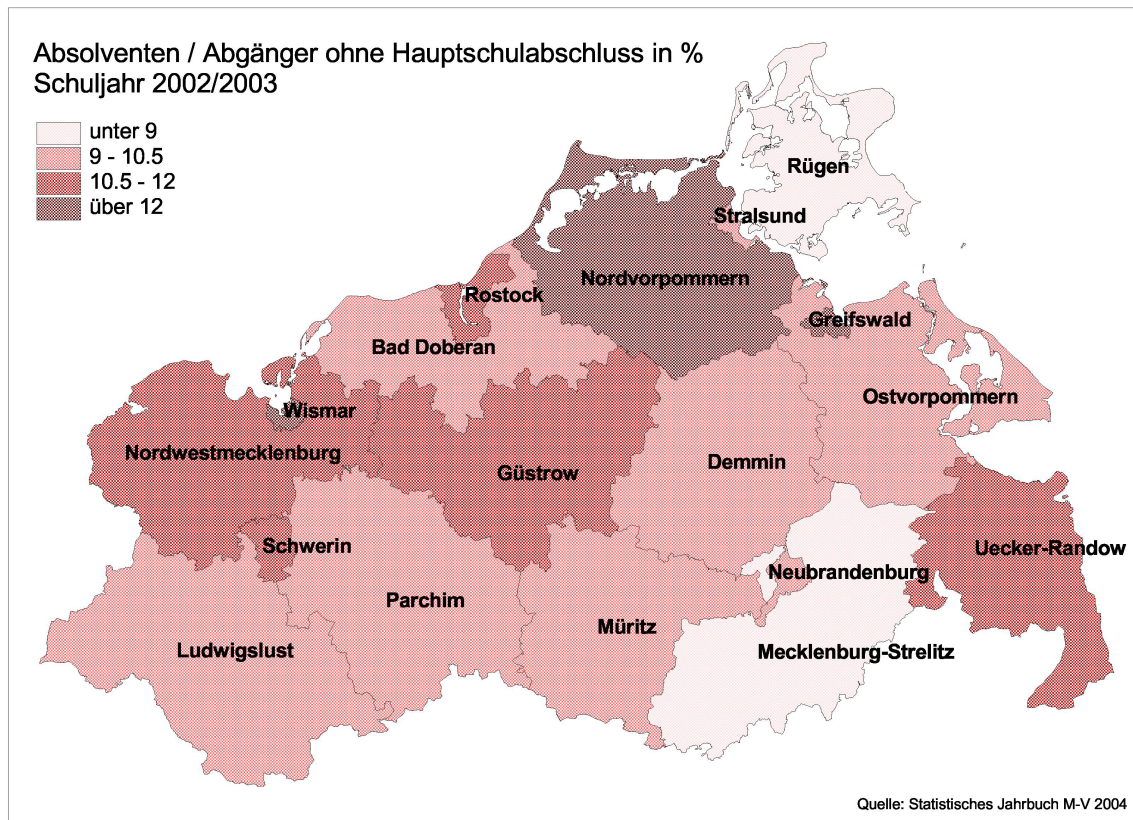 Absolventen / Abgänger ohne Hauptschulabschluss in %
Schuljahr 2002/2003
unter 9
9 - 10.5
10.5 - 12
über 12
Rügen
Stralsund
Nordvorpommern
Rostock
Greifswald
Bad Doberan
Ostvorpommern
Wismar
Nordwestmecklenburg
Güstrow
Demmin
Schwerin
Uecker-Randow
Neubrandenburg
Parchim
Müritz
Ludwigslust
Mecklenburg-Strelitz
Quelle: Statistisches Jahrbuch M-V 2004